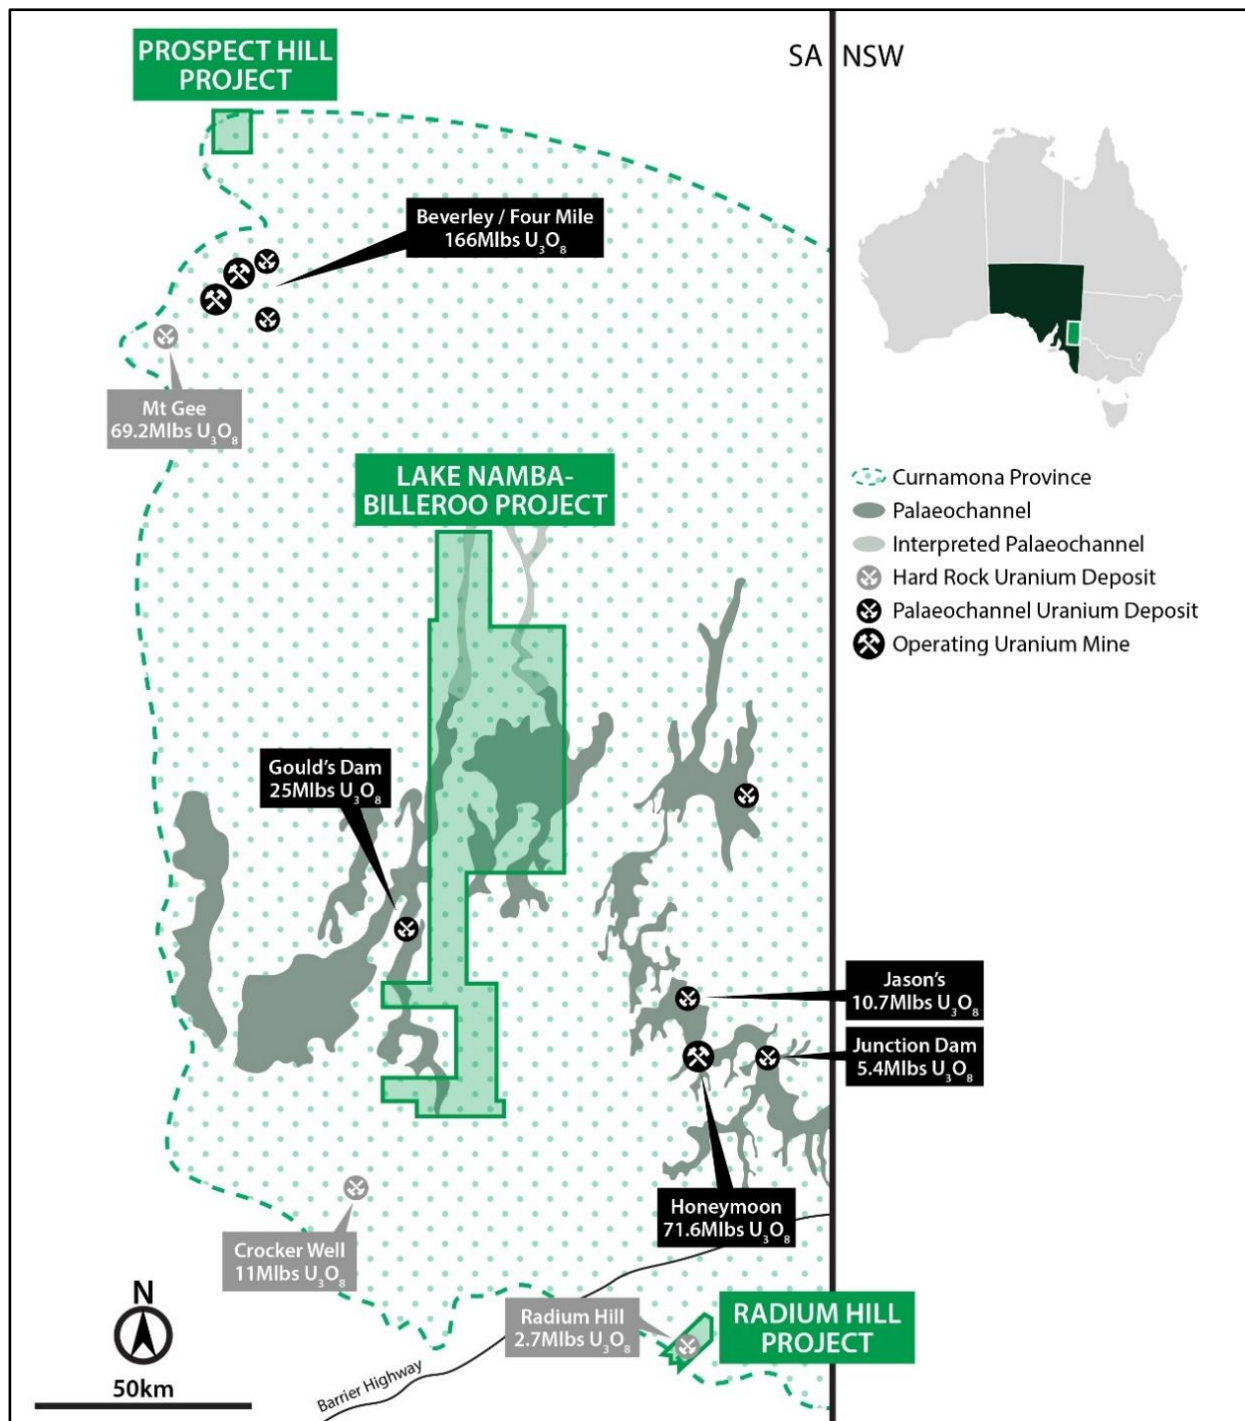 PROSPECT HILL
PROJECT
SA
NSW
Beverley / Four Mile
166Mlbs U₃O₈
Mt Gee
69.2Mlbs U₃O₈
LAKE NAMBA-
BILLEROO PROJECT
Curnamona Province
Palaeochannel
Interpreted Palaeochannel
Hard Rock Uranium Deposit
Palaeochannel Uranium Deposit
Operating Uranium Mine
Gould's Dam
25Mlbs U₃O₈
Jason's
10.7Mlbs U₃O₈
Junction Dam
5.4Mlbs U₃O₈
Honeymoon
71.6Mlbs U₃O₈
Crocker Well
11Mlbs U₃O₈
Radium Hill
2.7Mlbs U₃O₈
RADIUM HILL
PROJECT
N
50km
Barrier Highway